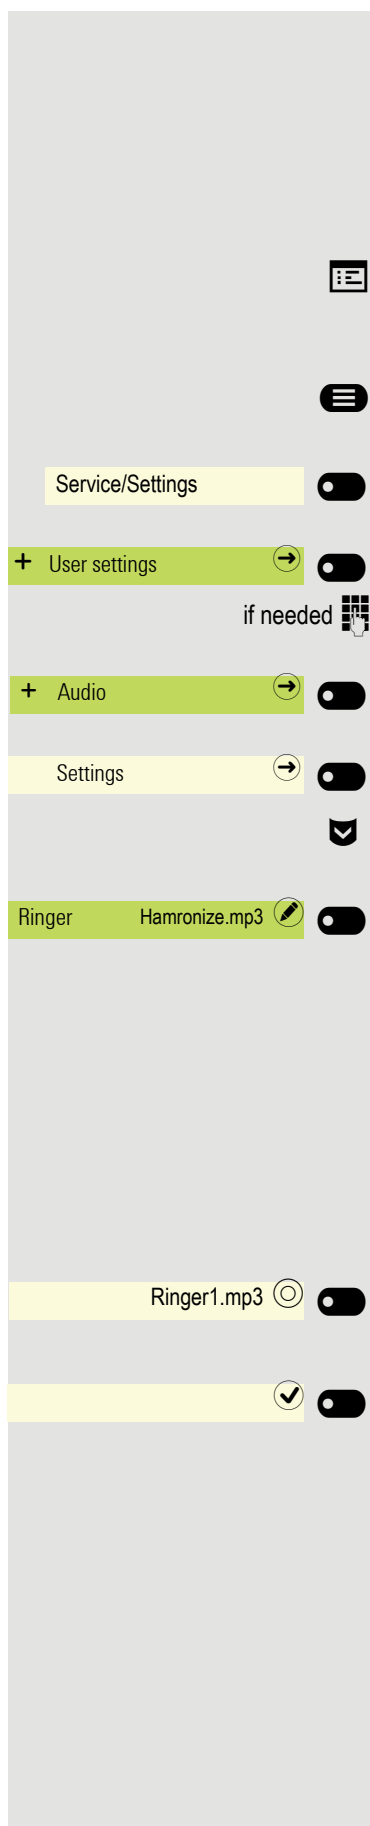 Service/Settings
+ User settings
if needed
+ Audio
Settings
Ringer Hamronize.mp3
Ringer1.mp3